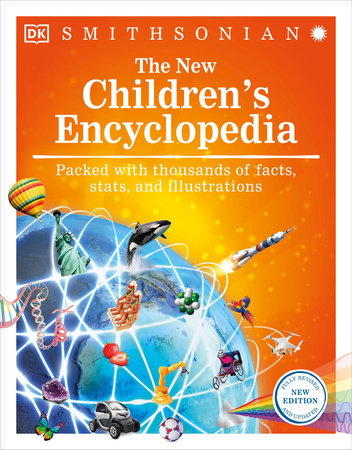 DK SMITHSONIAN
The New
Children's
Encyclopedia
Packed with thousands of facts,
stats, and illustrations
FULLY REVISED
NEW
EDITION
AND UPDATED